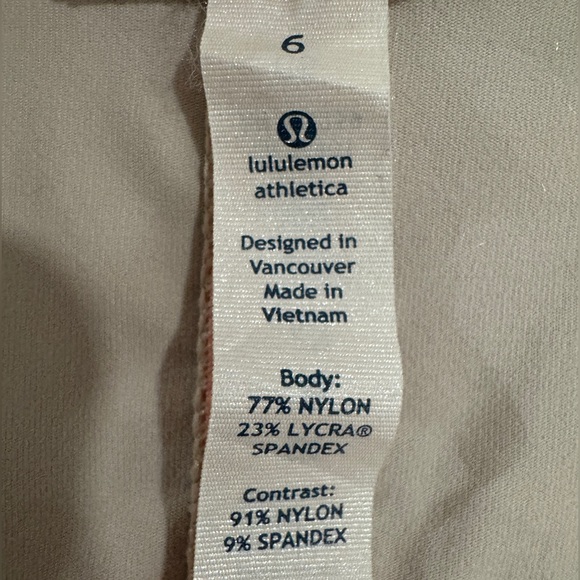 6
lululemon
athletica
Designed in
Vancouver
Made in
Vietnam
Body:
77% NYLON
23% LYCRA®
SPANDEX
Contrast:
91% NYLON
9% SPANDEX